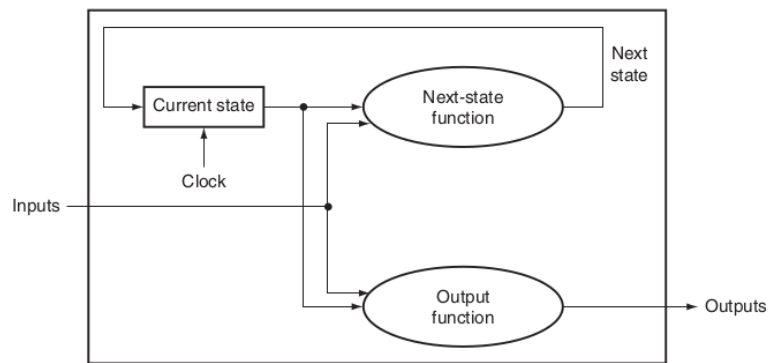 Next
state
Current state
Next-state
function
Clock
Inputs
Output
function
Outputs